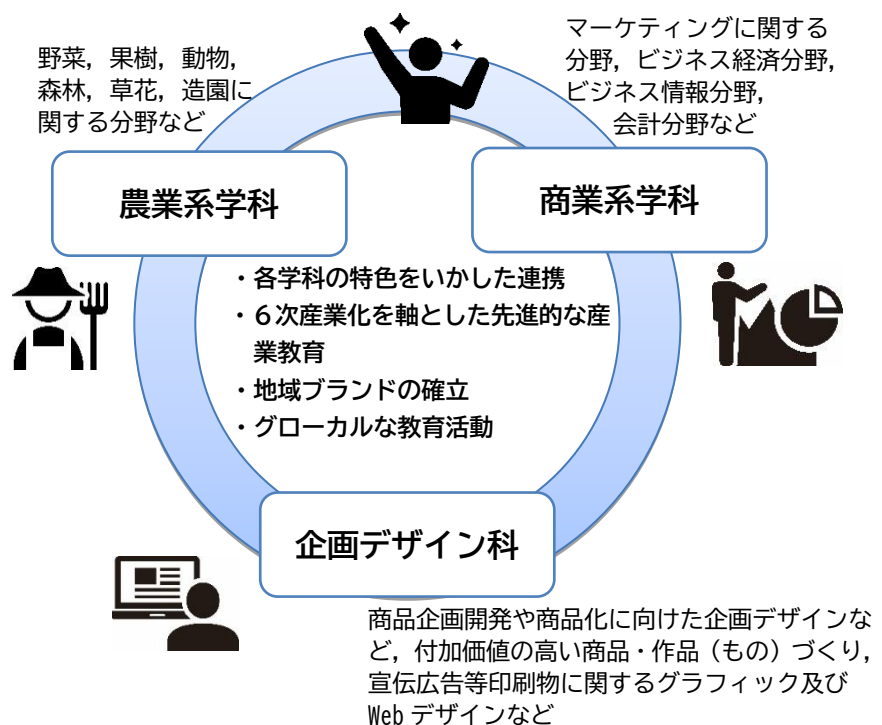 野菜，果樹，動物，
森林，草花，造園に
関する分野など
マーケティングに関する
分野，ビジネス経済分野，
ビジネス情報分野，
会計分野など
農業系学科
商業系学科
・各学科の特色をいかした連携
・６次産業化を軸とした先進的な産
業教育
・地域ブランドの確立
・グローカルな教育活動
企画デザイン科
商品企画開発や商品化に向けた企画デザインな
ど，付加価値の高い商品・作品（もの）づくり，
宣伝広告等印刷物に関するグラフィック及び
Web デザインなど